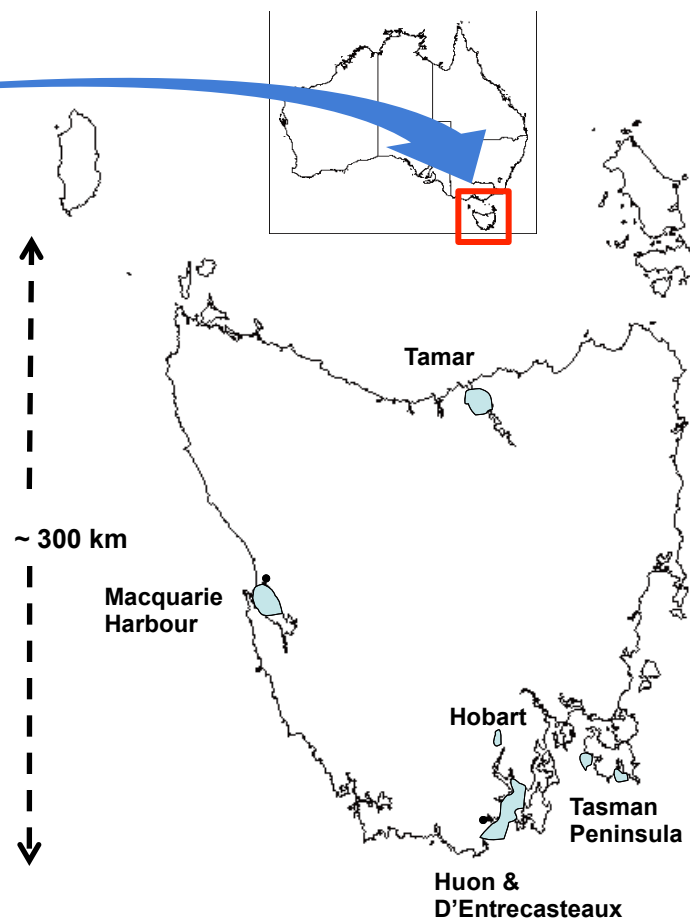 Tamar
~ 300 km
Macquarie
Harbour
Hobart
Tasman
Peninsula
Huon &
D'Entrecasteaux